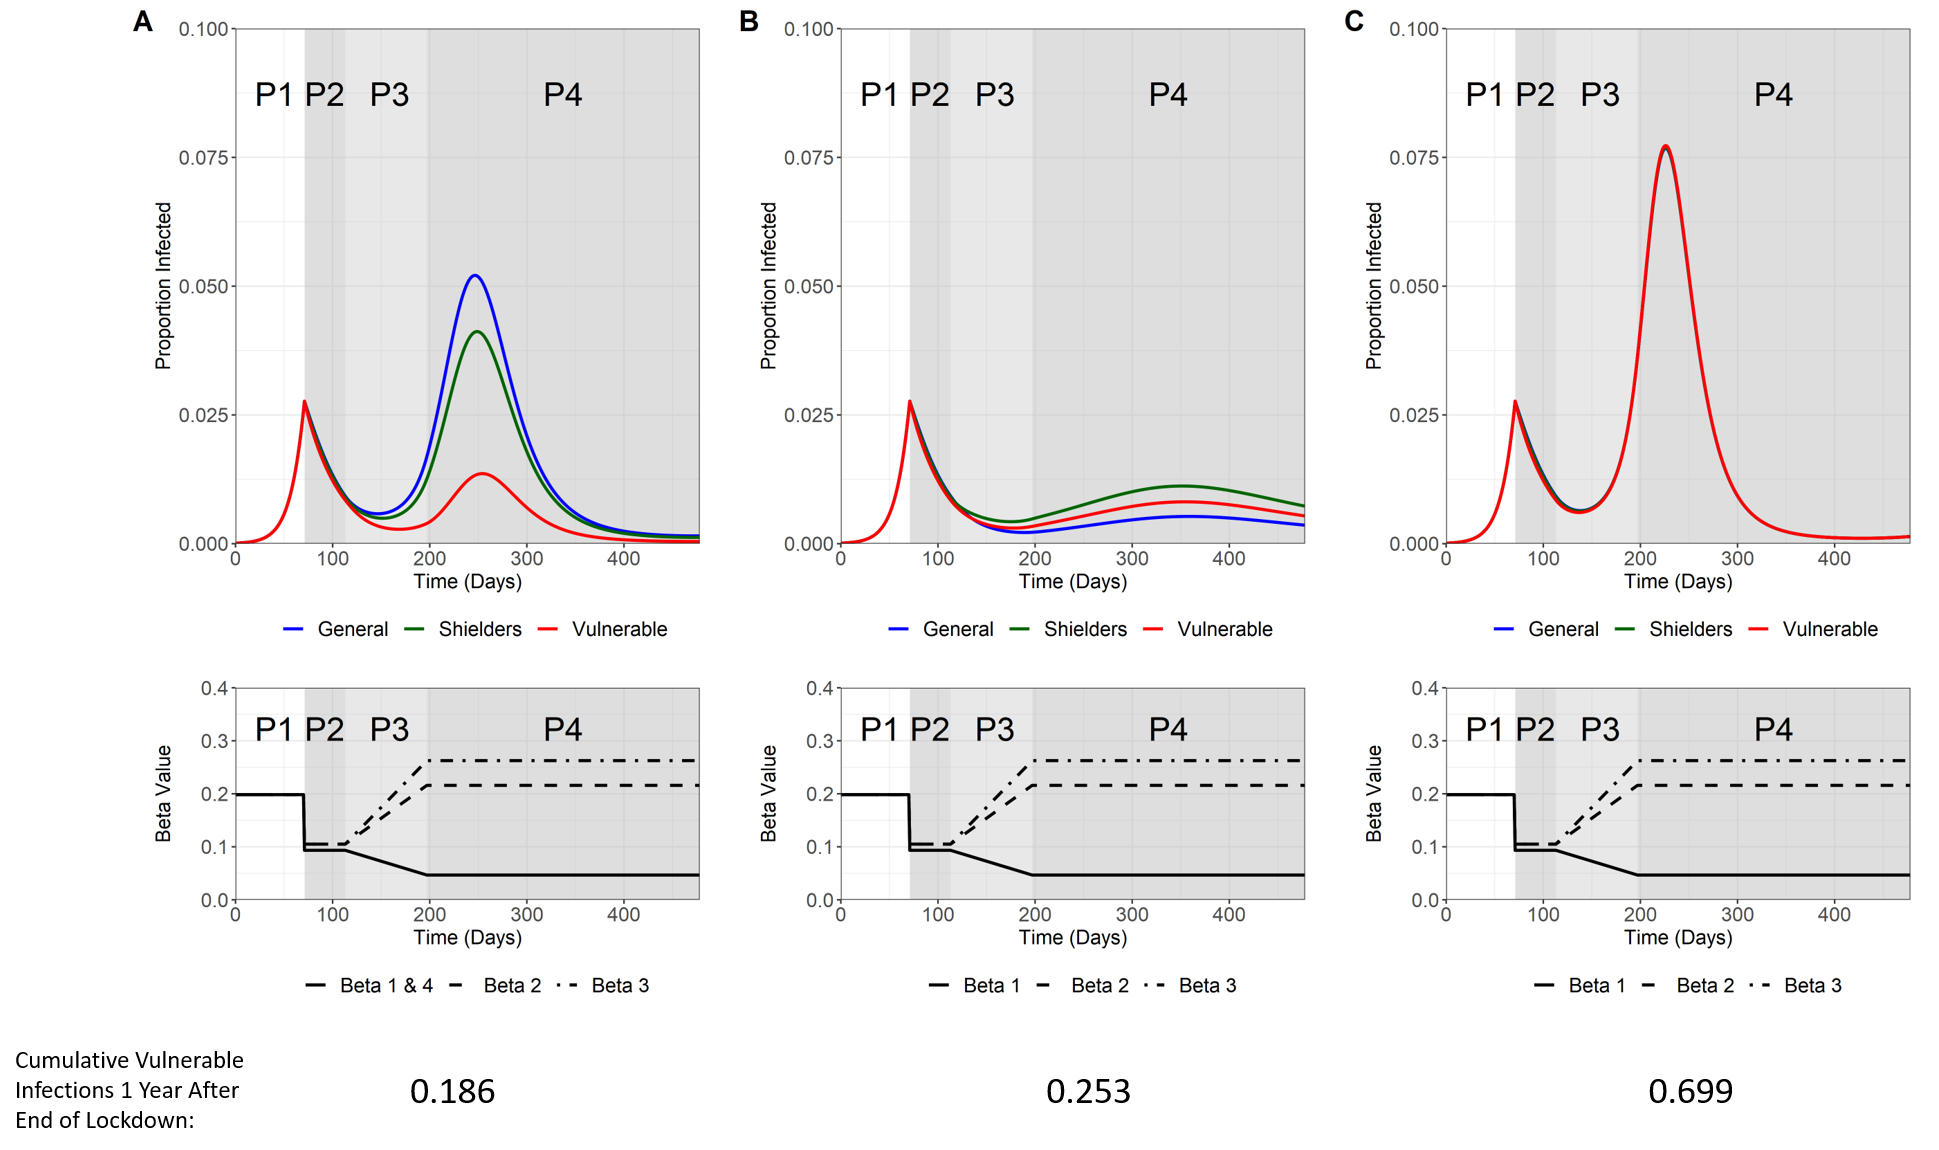 A
B
C
0.100
0.075
0.050
0.025
0.000
Proportion Infected
P1 P2 P3 P4
0 100 200 300 400
Time (Days)
General Shielders Vulnerable
0.100
0.075
0.050
0.025
0.000
Proportion Infected
P1 P2 P3 P4
0 100 200 300 400
Time (Days)
General Shielders Vulnerable
0.100
0.075
0.050
0.025
0.000
Proportion Infected
P1 P2 P3 P4
0 100 200 300 400
Time (Days)
General Shielders Vulnerable
0.4
0.3
0.2
0.1
0.0
Beta Value
P1 P2 P3 P4
0 100 200 300 400
Time (Days)
Beta 1 & 4 Beta 2 Beta 3
0.4
0.3
0.2
0.1
0.0
Beta Value
P1 P2 P3 P4
0 100 200 300 400
Time (Days)
Beta 1 Beta 2 Beta 3
0.4
0.3
0.2
0.1
0.0
Beta Value
P1 P2 P3 P4
0 100 200 300 400
Time (Days)
Beta 1 Beta 2 Beta 3
Cumulative Vulnerable
Infections 1 Year After
End of Lockdown:
0.186
0.253
0.699